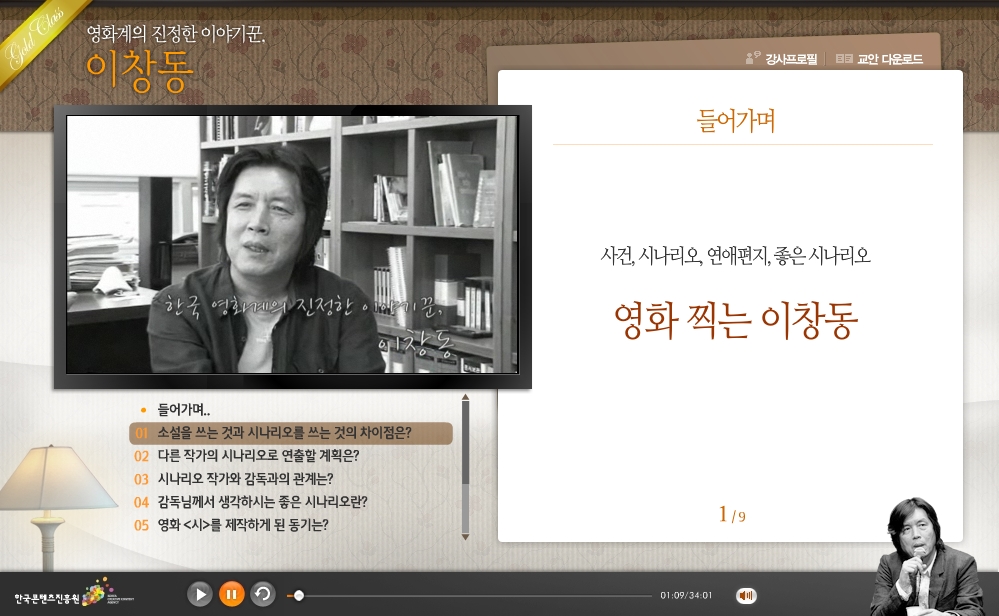 Gold Class
영화계의 진정한 이야기꾼,
이창동
강사프로필
교안 다운로드
들어가며
사건, 시나리오, 연애편지, 좋은 시나리오
영화 찍는 이창동
1/9
한국 영화계의 진정한 이야기꾼,
이창동
들어가며..
01 소설을 쓰는 것과 시나리오를 쓰는 것의 차이점은?
02 다른 작가의 시나리오로 연출할 계획은?
03 시나리오 작가와 감독과의 관계는?
04 감독님께서 생각하시는 좋은 시나리오란?
05 영화 <시>를 제작하게 된 동기는?
한국콘텐츠진흥원
01:09/34:01